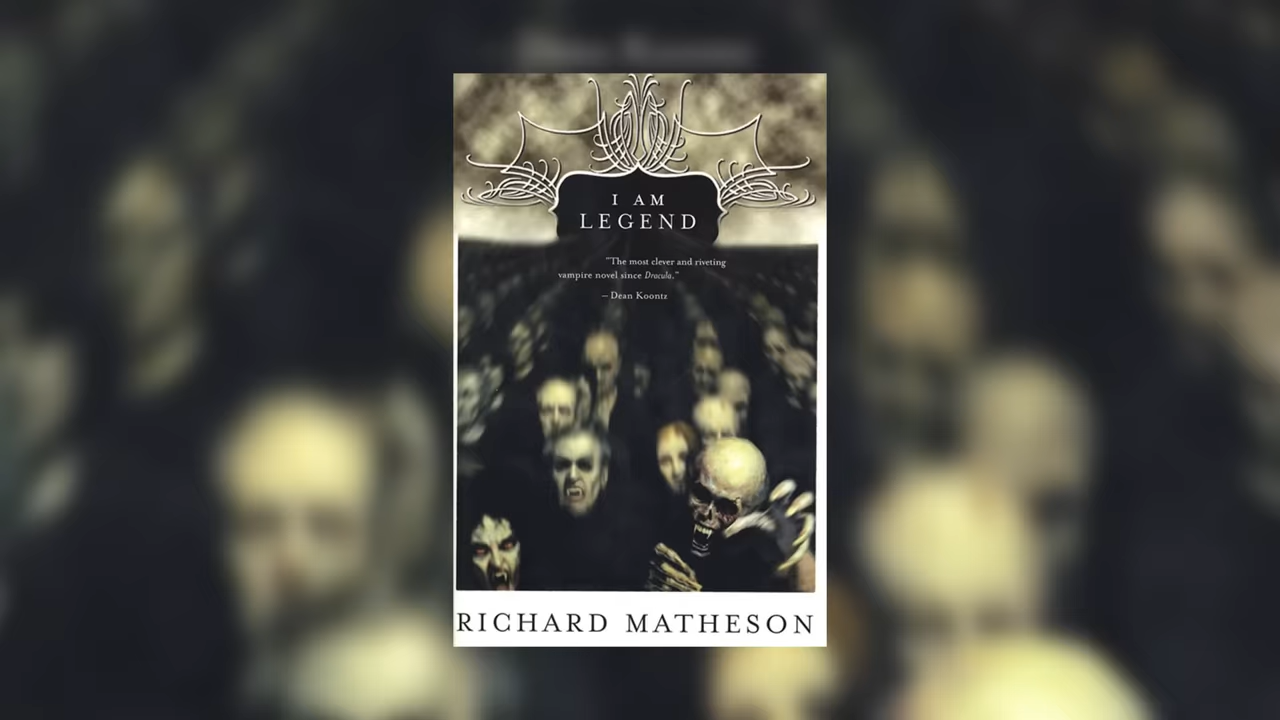 I AM
LEGEND
"The most clever and riveting
vampire novel since Dracula."
— Dean Koontz
RICHARD MATHESON